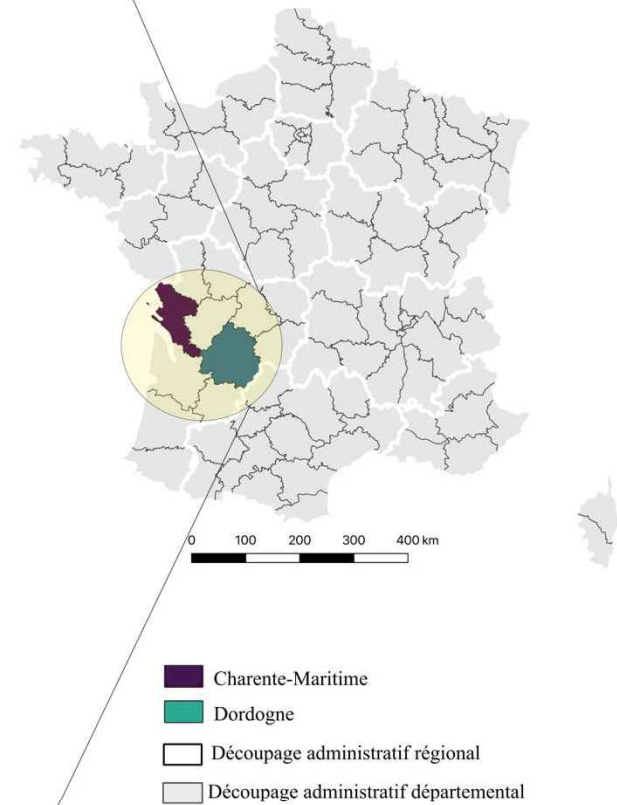 0 100 200 300 400 km
Charente-Maritime
Dordogne
Découpage administratif régional
Découpage administratif départemental